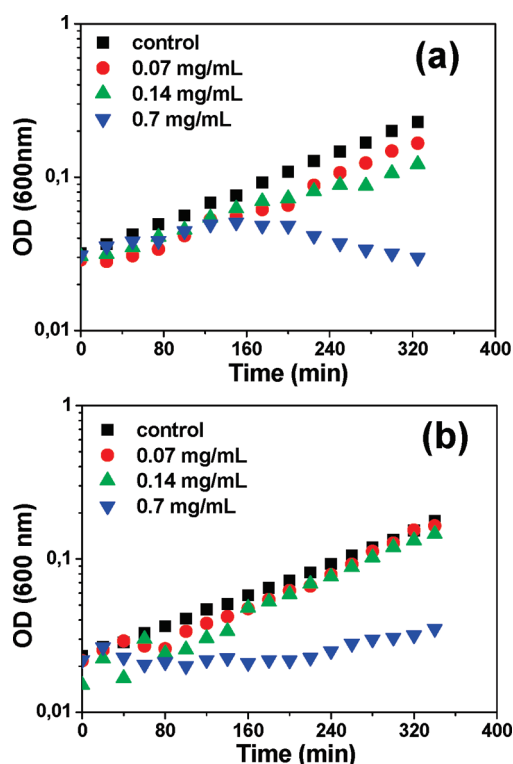 (a)
control
0.07 mg/mL
0.14 mg/mL
0.7 mg/mL
OD (600nm)
1
0,1
0,01
0 80 160 240 320 400
Time (min)
(b)
control
0.07 mg/mL
0.14 mg/mL
0.7 mg/mL
OD (600 nm)
1
0,1
0,01
0 80 160 240 320 400
Time (min)